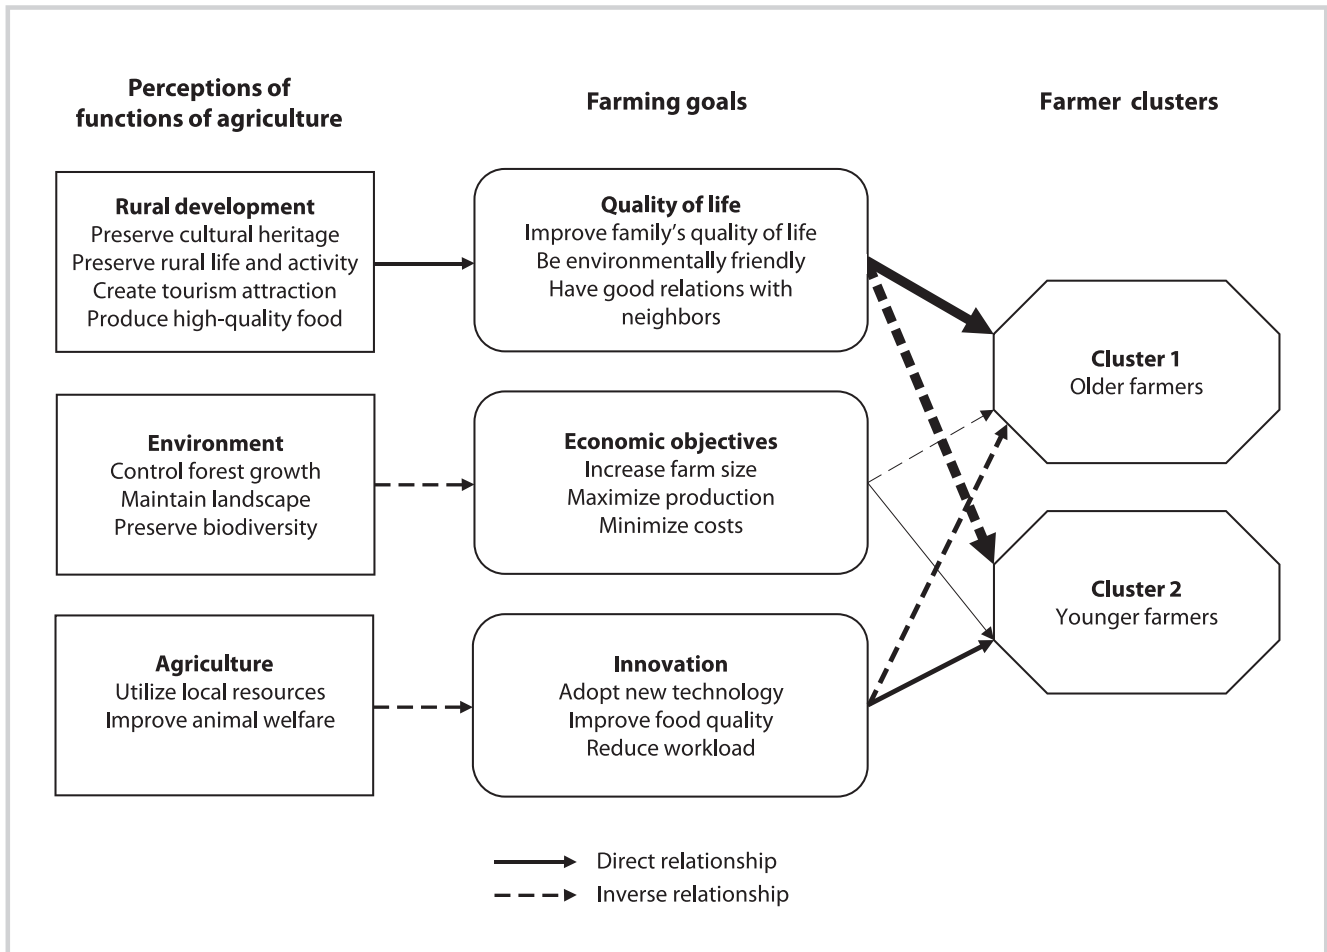 Perceptions of
functions of agriculture
Farming goals
Farmer clusters
Rural development
Preserve cultural heritage
Preserve rural life and activity
Create tourism attraction
Produce high-quality food
Quality of life
Improve family's quality of life
Be environmentally friendly
Have good relations with
neighbors
Cluster 1
Older farmers
Environment
Control forest growth
Maintain landscape
Preserve biodiversity
Economic objectives
Increase farm size
Maximize production
Minimize costs
Cluster 2
Younger farmers
Agriculture
Utilize local resources
Improve animal welfare
Innovation
Adopt new technology
Improve food quality
Reduce workload
Direct relationship
Inverse relationship